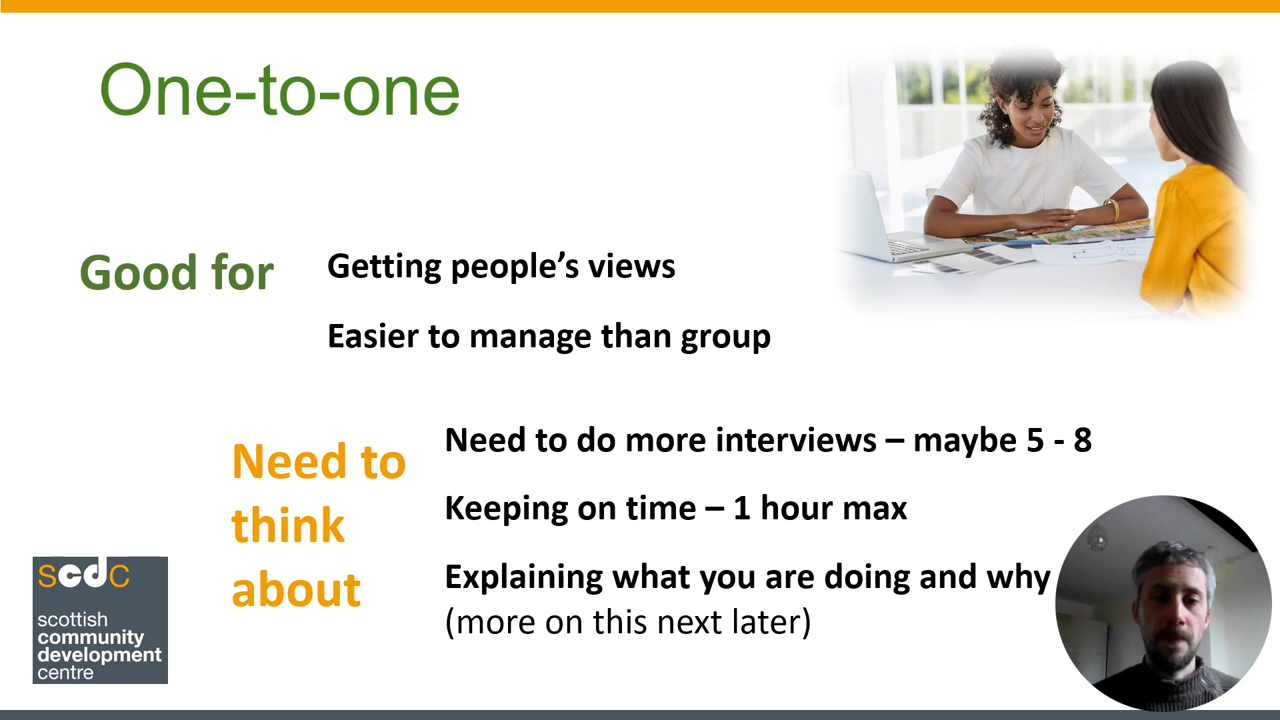 One-to-one
Good for
Getting people’s views
Easier to manage than group
Need to
think
about
Need to do more interviews – maybe 5 - 8
Keeping on time – 1 hour max
Explaining what you are doing and why
(more on this next later)
scdc
scottish
community
development
centre